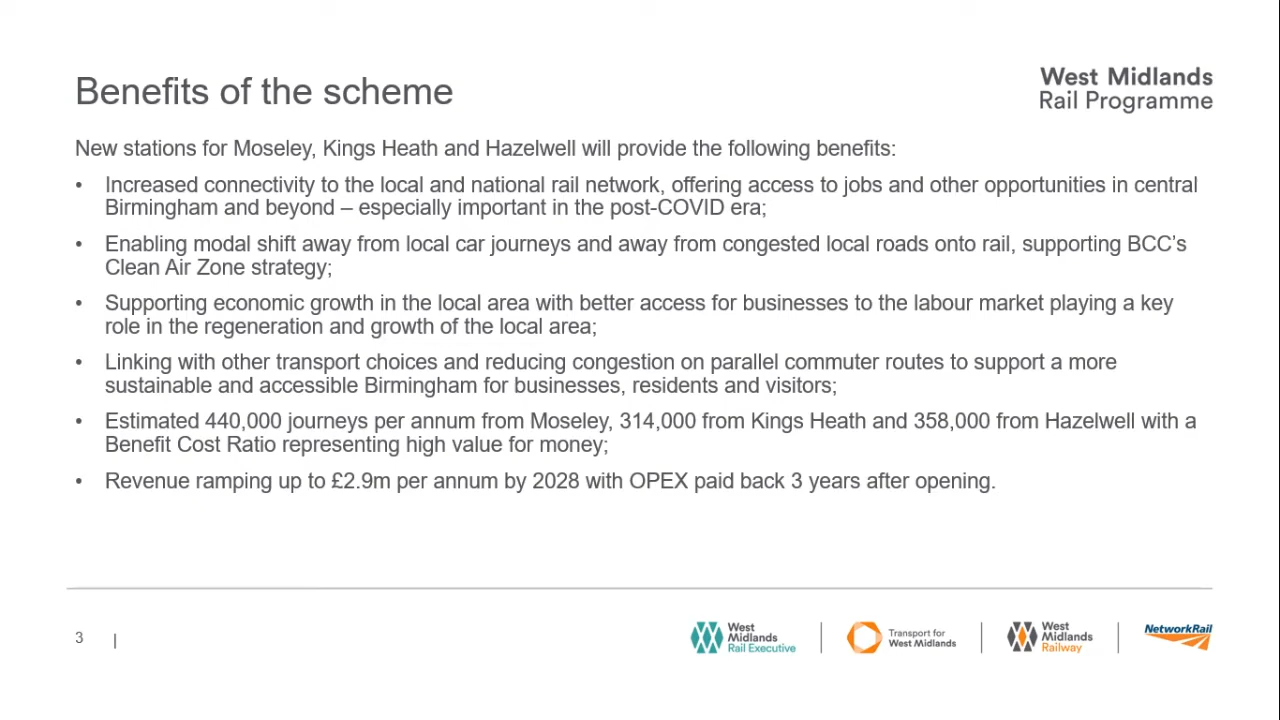 Benefits of the scheme
West Midlands
Rail Programme
New stations for Moseley, Kings Heath and Hazelwell will provide the following benefits:
• Increased connectivity to the local and national rail network, offering access to jobs and other opportunities in central
Birmingham and beyond – especially important in the post-COVID era;
• Enabling modal shift away from local car journeys and away from congested local roads onto rail, supporting BCC's
Clean Air Zone strategy;
• Supporting economic growth in the local area with better access for businesses to the labour market playing a key
role in the regeneration and growth of the local area;
• Linking with other transport choices and reducing congestion on parallel commuter routes to support a more
sustainable and accessible Birmingham for businesses, residents and visitors;
• Estimated 440,000 journeys per annum from Moseley, 314,000 from Kings Heath and 358,000 from Hazelwell with a
Benefit Cost Ratio representing high value for money;
• Revenue ramping up to £2.9m per annum by 2028 with OPEX paid back 3 years after opening.
3 |
West
Midlands
Rail Executive
Transport for
West Midlands
West
Midlands
Railway
NetworkRail